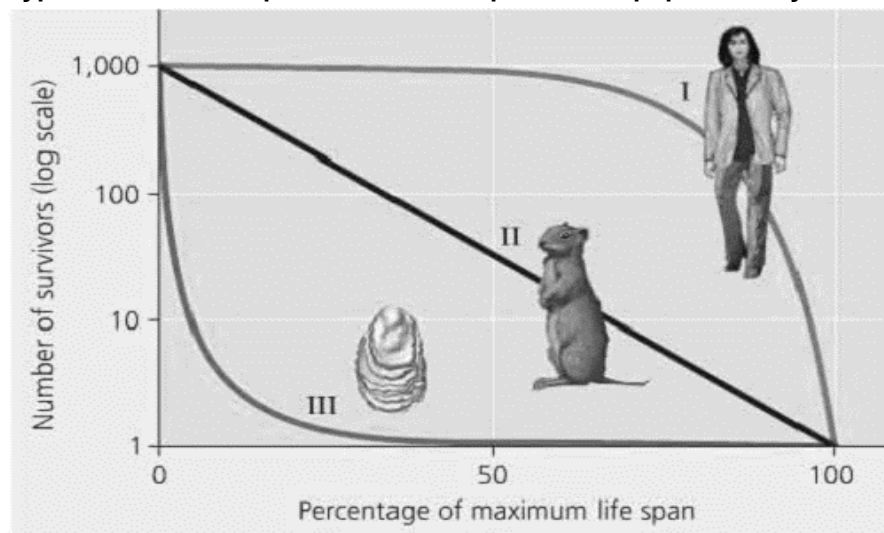 1,000
100
10
1
0
50
100
I
II
III
Number of survivors (log scale)
Percentage of maximum life span